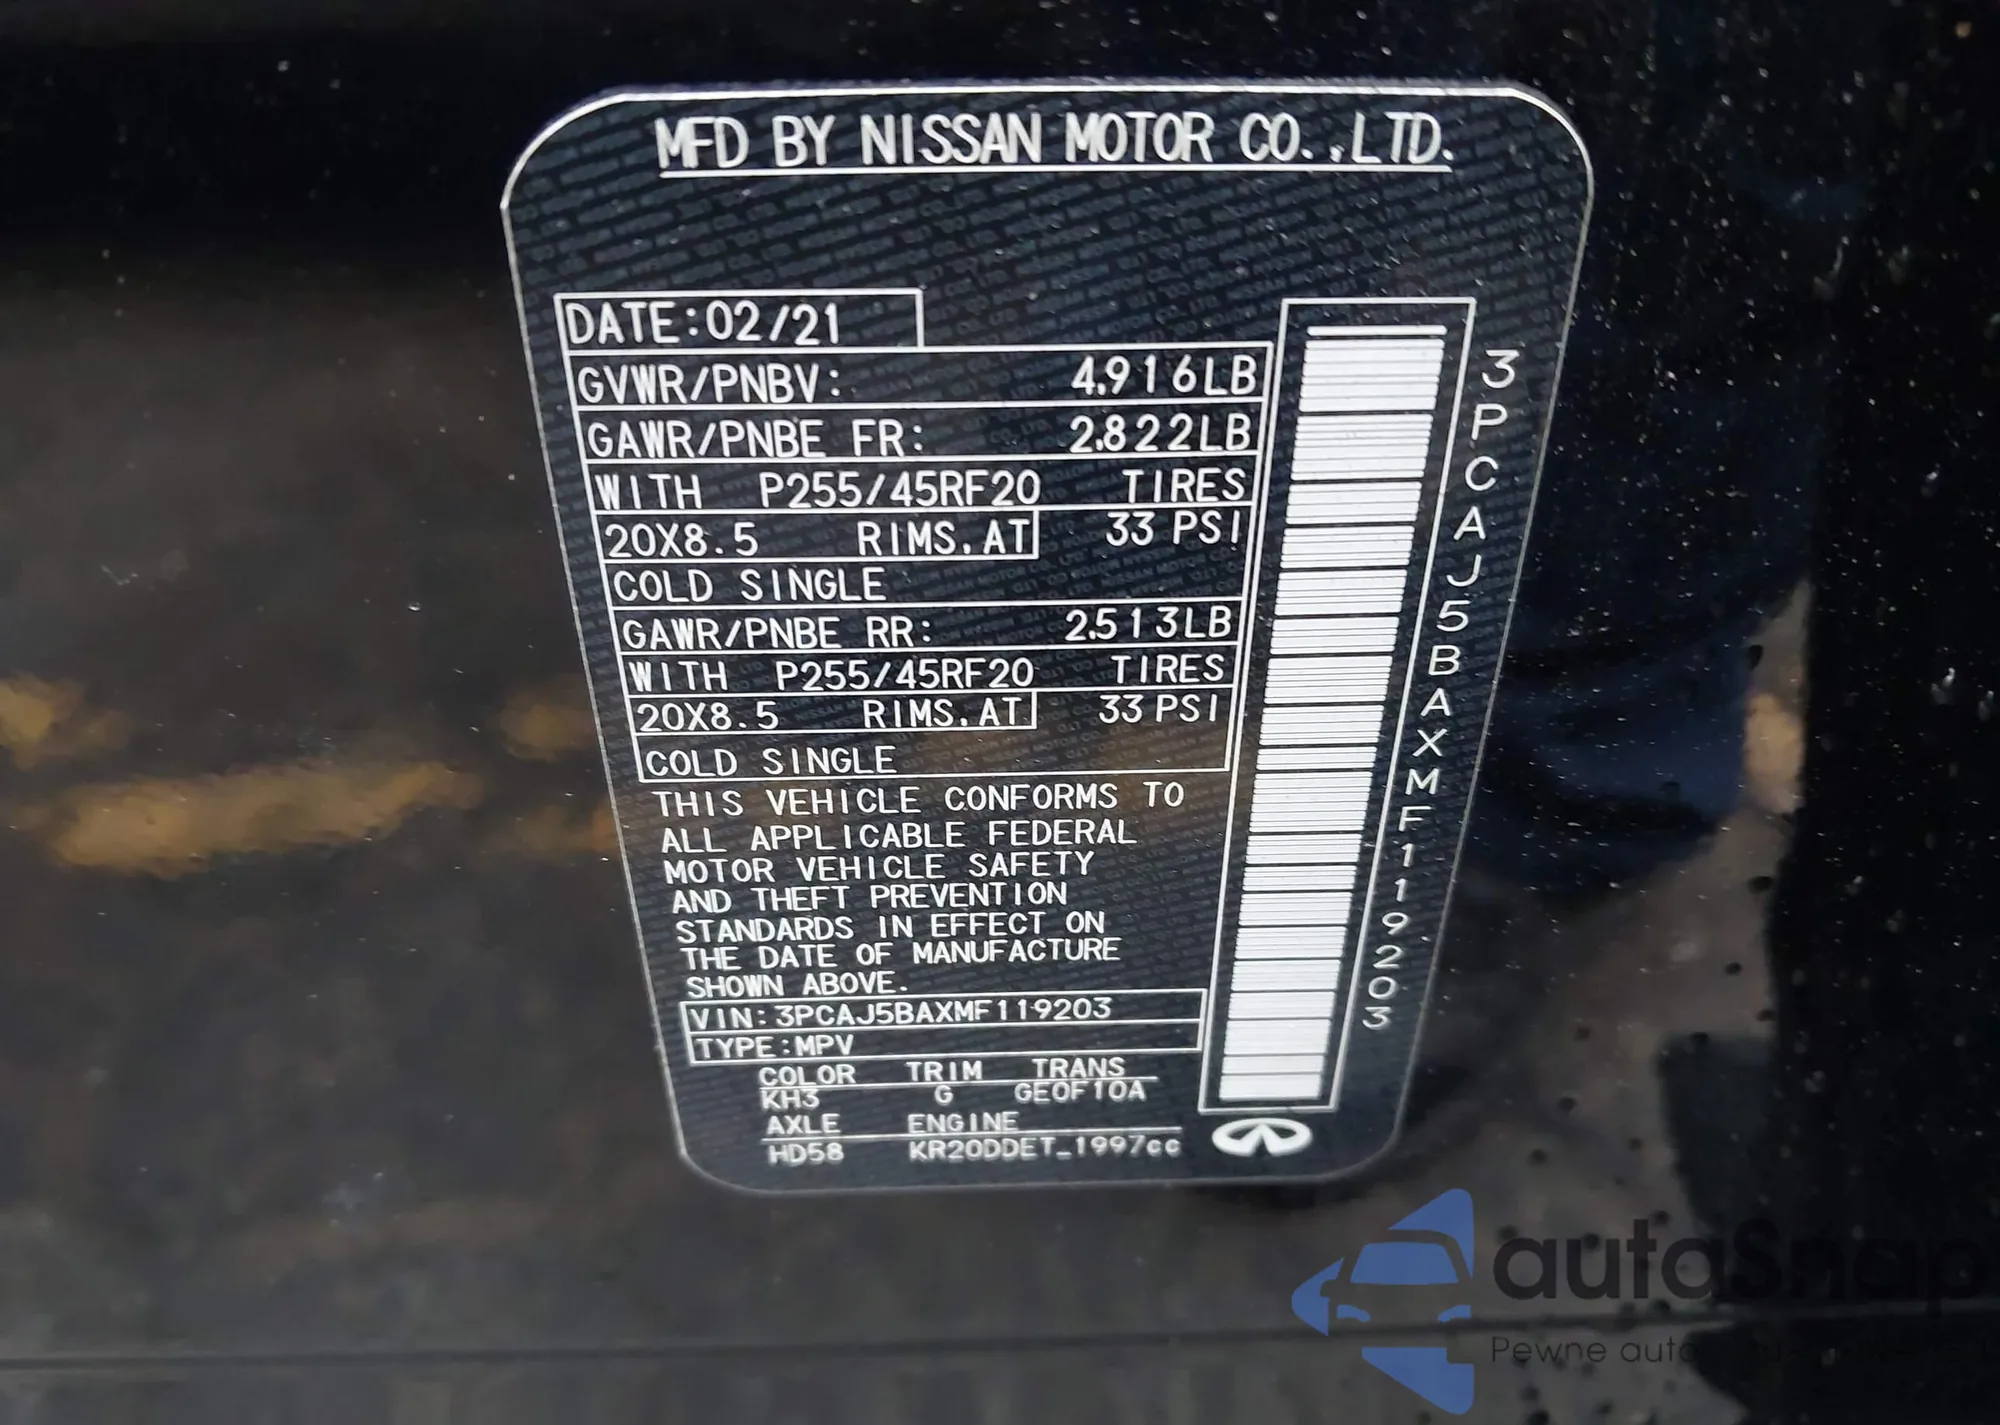 MFD BY NISSAN MOTOR CO.,LTD.
DATE:02/21
GVWR/PNBV: 4,916LB
GAWR/PNBE FR: 2,822LB
WITH P255/45RF20 TIRES
20X8.5 RIMS.AT 33 PSI
COLD SINGLE
GAWR/PNBE RR: 2,513LB
WITH P255/45RF20 TIRES
20X8.5 RIMS.AT 33 PSI
COLD SINGLE
THIS VEHICLE CONFORMS TO
ALL APPLICABLE FEDERAL
MOTOR VEHICLE SAFETY
AND THEFT PREVENTION
STANDARDS IN EFFECT ON
THE DATE OF MANUFACTURE
SHOWN ABOVE.
VIN:3PCAJ5BAXMF119203
TYPE:MPV
COLOR TRIM TRANS
KH3 G GE0F10A
AXLE ENGINE
HD58 KR20DDET_1997cc
3PCAJ5BAXMF119203
autaSnap
Pewne auto